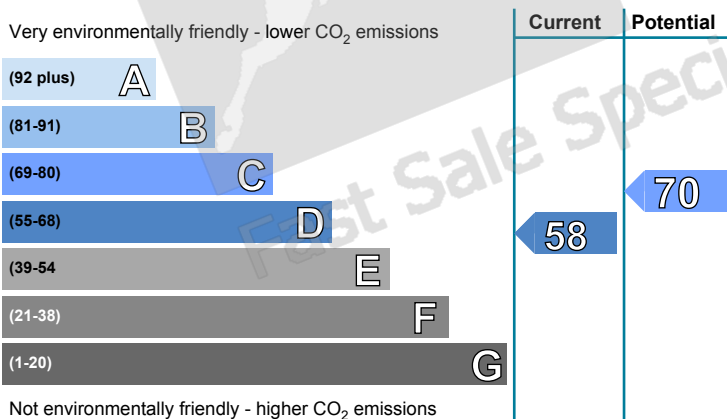 Very environmentally friendly - lower CO2 emissions
Current
Potential
(92 plus) A
(81-91) B
(69-80) C
(55-68) D
(39-54 E
(21-38) F
(1-20) G
58
70
Not environmentally friendly - higher CO2 emissions
Fast Sale Speci